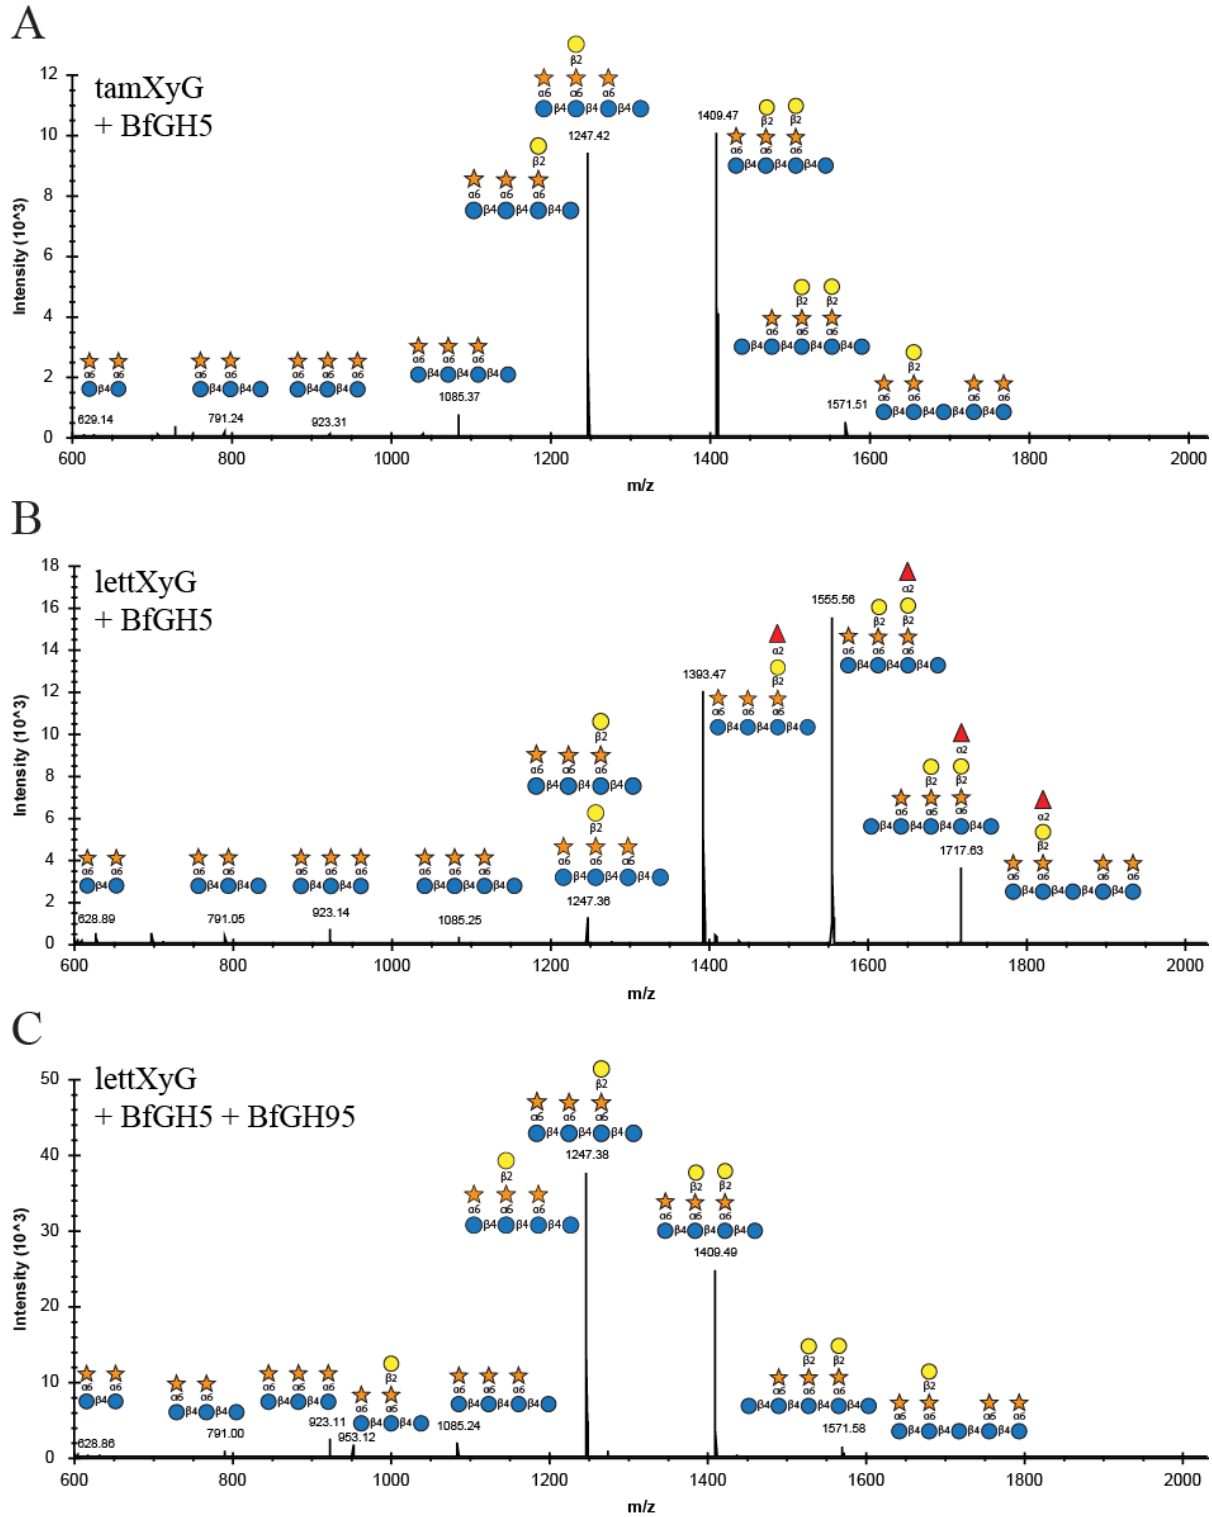 A
tamXyG
+ BfGH5
Intensity (10^3)
12
10
8
6
4
2
0
β2
α6 α6 α6
β4 β4 β4
1247.42
β2
α6 α6 α6
β4 β4 β4
1409.47
β2 β2
α6 α6 α6
β4 β4 β4
α6 α6
β4
629.14
α6 α6
β4 β4
791.24
α6 α6 α6
β4 β4
923.31
α6 α6 α6
β4 β4 β4
1085.37
β2 β2
α6 α6 α6
β4 β4 β4 β4
1571.51
β2
α6 α6 α6 α6
β4 β4 β4 β4
600 800 1000 1200 1400 1600 1800 2000
m/z
B
lettXyG
+ BfGH5
Intensity (10^3)
18
16
14
12
10
8
6
4
2
0
1555.56
α2
β2 β2
α6 α6 α6
β4 β4 β4
1393.47
α2
β2
α6 α6 α6
β4 β4 β4
β2
α6 α6 α6
β4 β4 β4
β2
α6 α6 α6
β4 β4 β4
1247.36
α2
β2 β2
α6 α6 α6
β4 β4 β4 β4
1717.63
α2
β2
α6 α6 α6 α6
β4 β4 β4 β4
α6 α6
β4
628.89
α6 α6
β4 β4
791.05
α6 α6 α6
β4 β4
923.14
α6 α6 α6
β4 β4 β4
1085.25
600 800 1000 1200 1400 1600 1800 2000
m/z
C
lettXyG
+ BfGH5 + BfGH95
Intensity (10^3)
50
40
30
20
10
0
β2
α6 α6 α6
β4 β4 β4
1247.38
β2
α6 α6 α6
β4 β4 β4
β2 β2
α6 α6 α6
β4 β4 β4
1409.49
α6 α6
β4
628.86
α6 α6
β4 β4
791.00
α6 α6 α6
β4 β4
923.11
β2
α6 α6
β4 β4
953.12
α6 α6 α6
β4 β4 β4
1085.24
β2 β2
α6 α6 α6
β4 β4 β4 β4
1571.58
β2
α6 α6 α6 α6
β4 β4 β4 β4
600 800 1000 1200 1400 1600 1800 2000
m/z